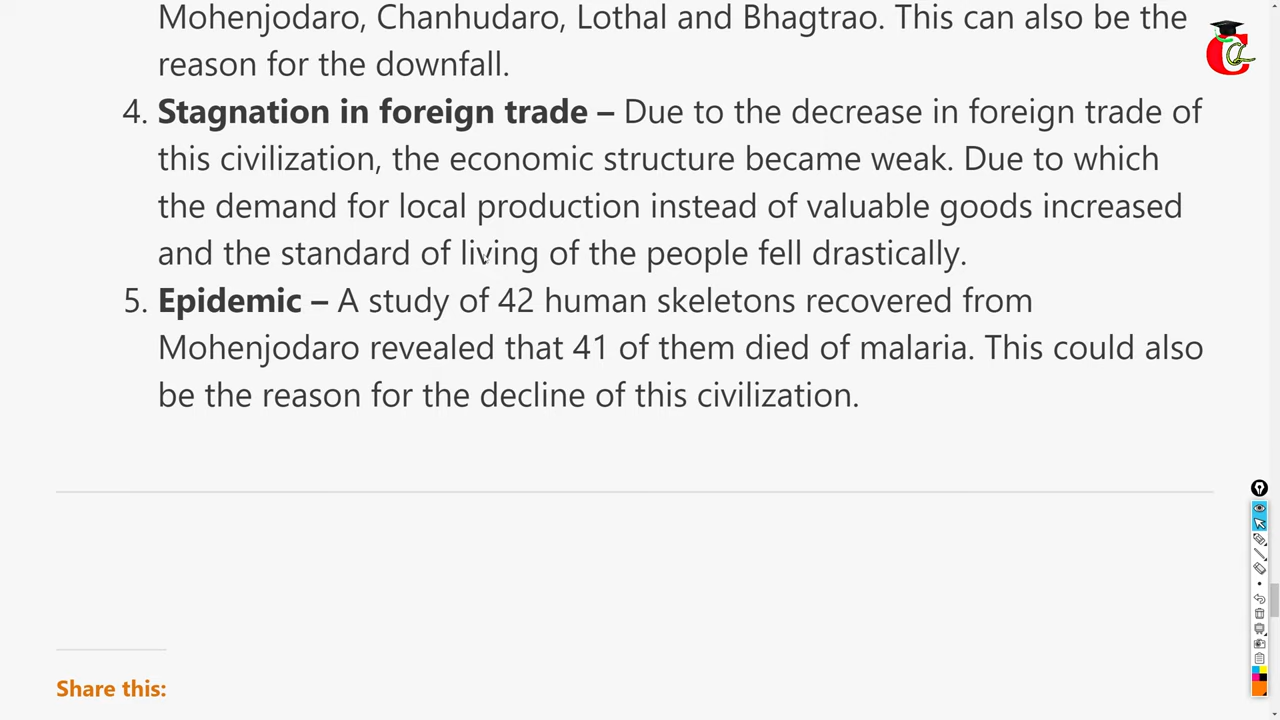 Mohenjodaro, Chanhudaro, Lothal and Bhagtrao. This can also be the
reason for the downfall.
4. Stagnation in foreign trade – Due to the decrease in foreign trade of
this civilization, the economic structure became weak. Due to which
the demand for local production instead of valuable goods increased
and the standard of living of the people fell drastically.
5. Epidemic – A study of 42 human skeletons recovered from
Mohenjodaro revealed that 41 of them died of malaria. This could also
be the reason for the decline of this civilization.
Share this: